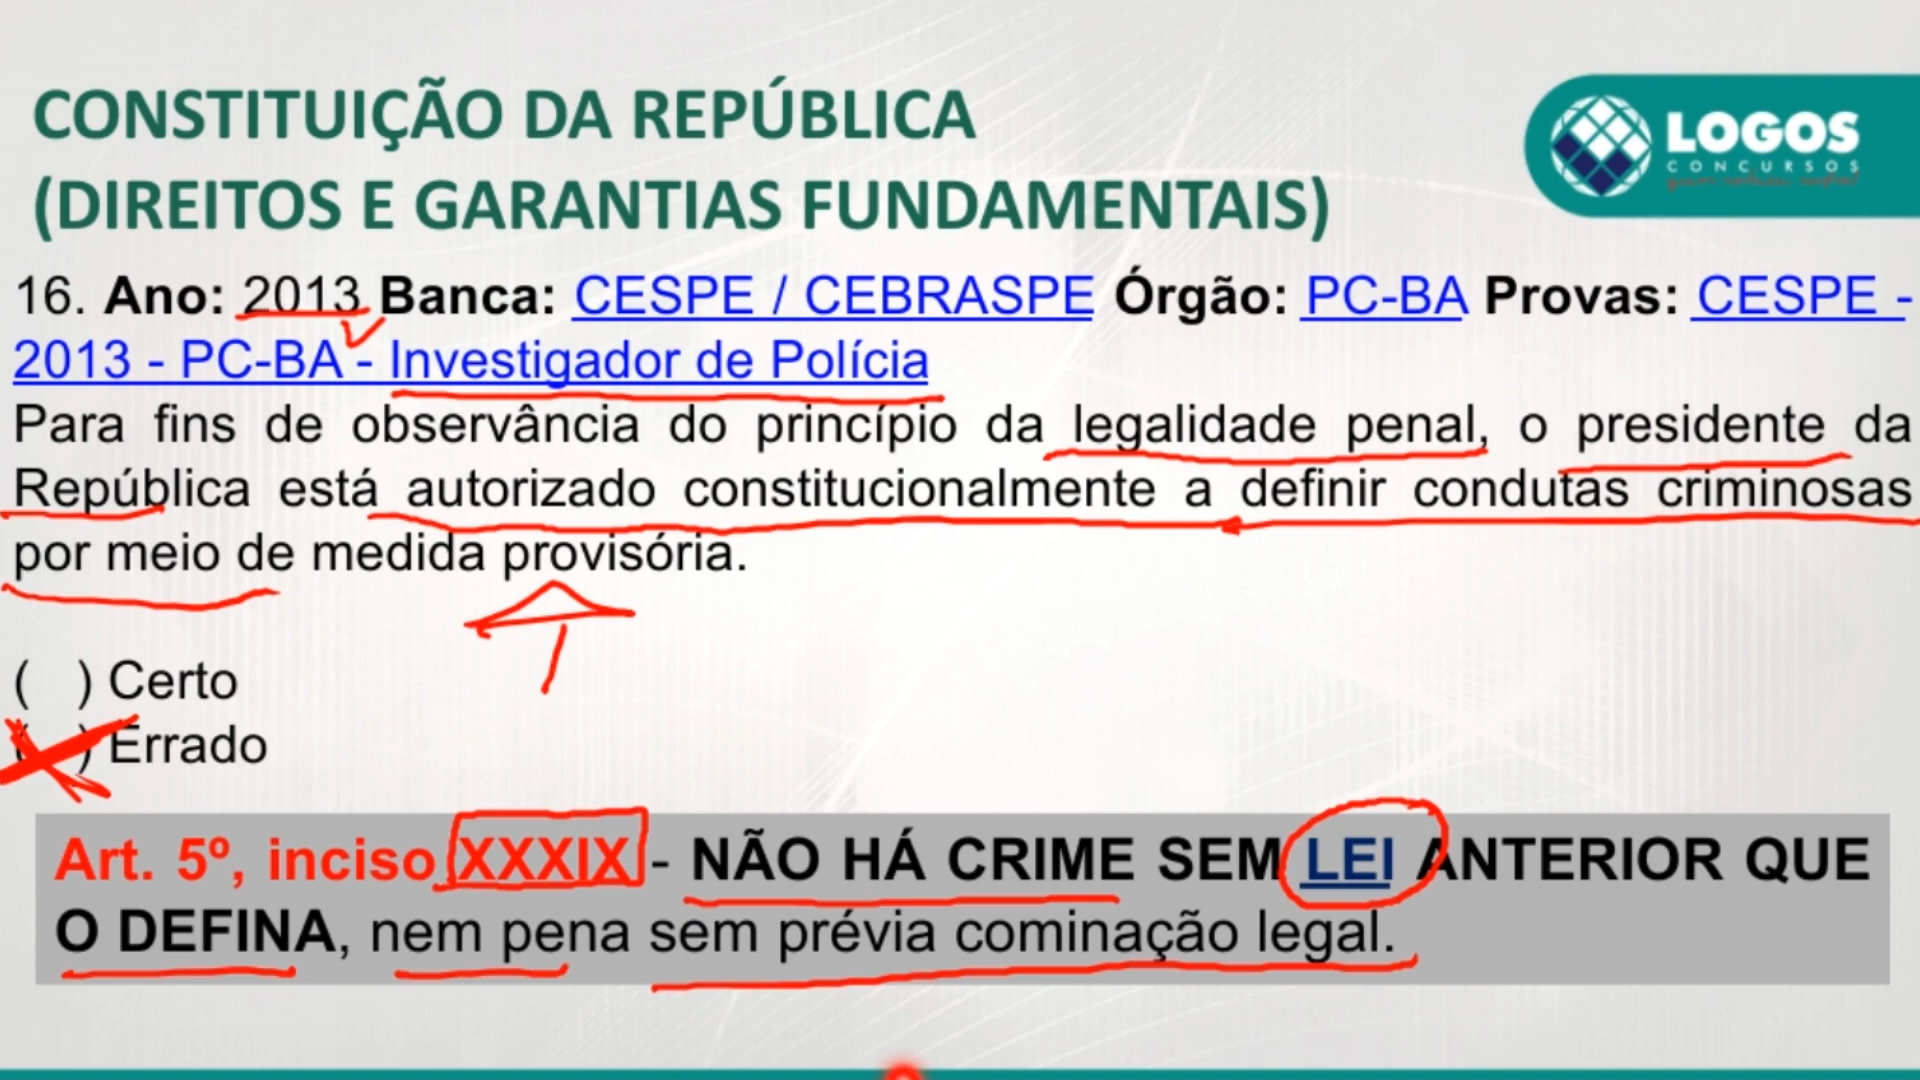 CONSTITUIÇÃO DA REPÚBLICA
(DIREITOS E GARANTIAS FUNDAMENTAIS)
LOGOS
CONCURSOS
16. Ano: 2013 Banca: CESPE / CEBRASPE Órgão: PC-BA Provas: CESPE -
2013 - PC-BA - Investigador de Polícia
Para fins de observância do princípio da legalidade penal, o presidente da
República está autorizado constitucionalmente a definir condutas criminosas
por meio de medida provisória.
( ) Certo
( ) Errado
Art. 5º, inciso XXXIX - NÃO HÁ CRIME SEM LEI ANTERIOR QUE
O DEFINA, nem pena sem prévia cominação legal.